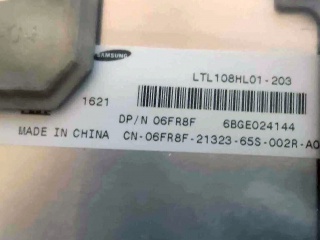 SAMSUNG
LTL108HL01-203
1621
DP/N 06FR8F 6BGE024144
MADE IN CHINA CN-06FR8F-21323-65S-002R-A0